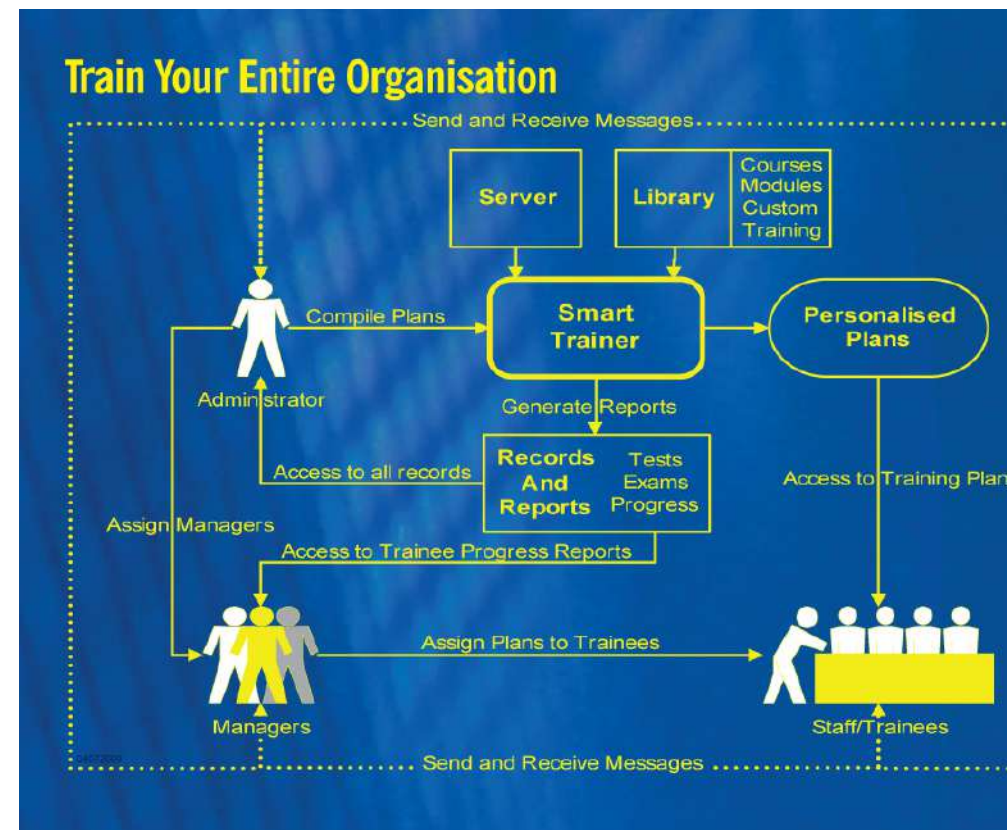 Train Your Entire Organisation
Send and Receive Messages
Server
Library
Courses
Modules
Custom
Training
Compile Plans
Smart
Trainer
Personalised
Plans
Administrator
Generate Reports
Access to all records
Records
And
Reports
Tests
Exams
Progress
Access to Training Plan
Assign Managers
Access to Trainee Progress Reports
Assign Plans to Trainees
Managers
Staff/Trainees
Send and Receive Messages